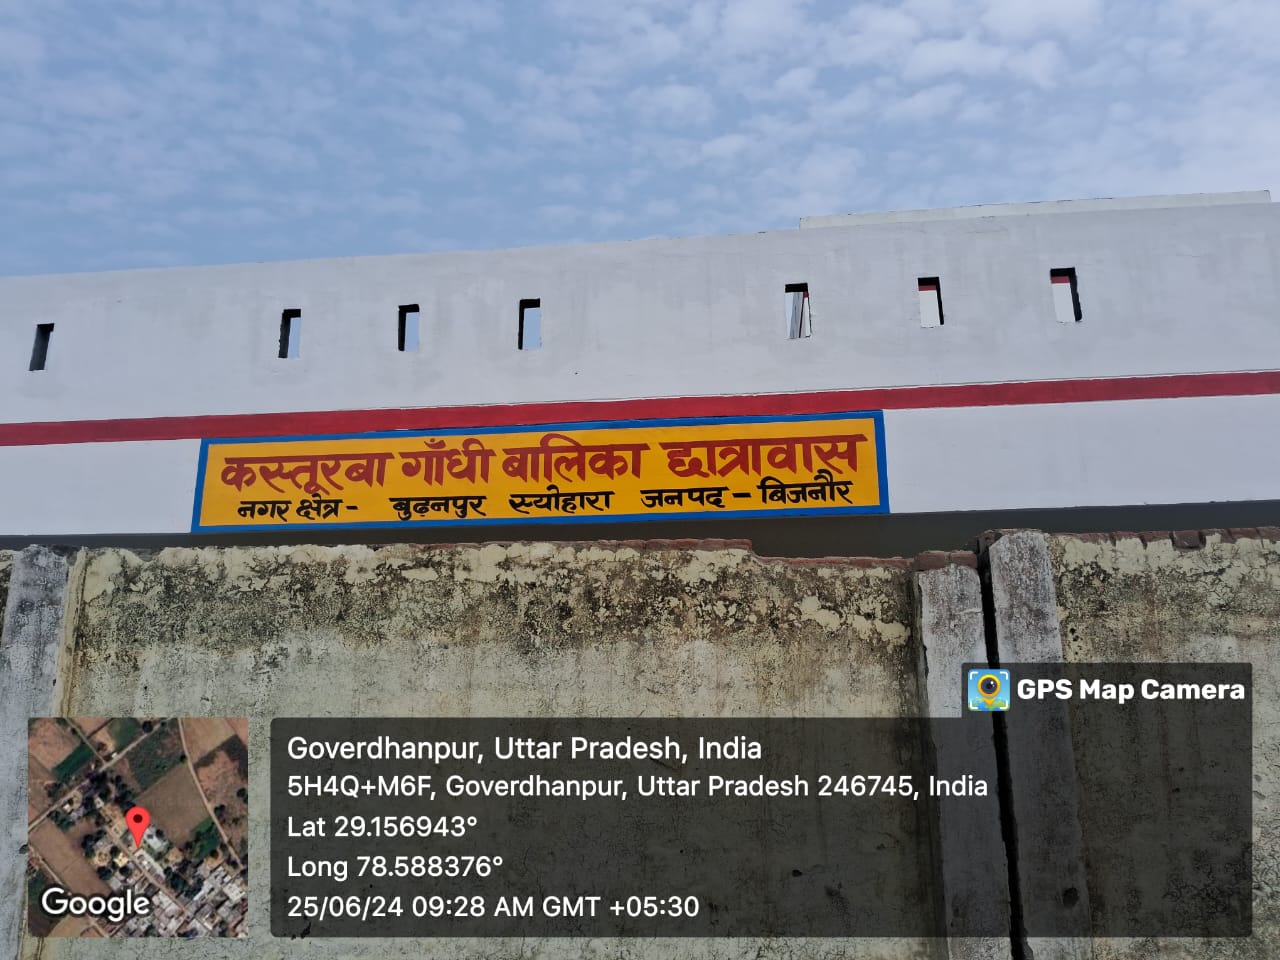 कस्तूरबा गाँधी बालिका छात्रावास
नगर क्षेत्र - बुढ़नपुर स्योहारा जनपद - बिजनौर
GPS Map Camera
Goverdhanpur, Uttar Pradesh, India
5H4Q+M6F, Goverdhanpur, Uttar Pradesh 246745, India
Lat 29.156943°
Long 78.588376°
25/06/24 09:28 AM GMT +05:30
Google